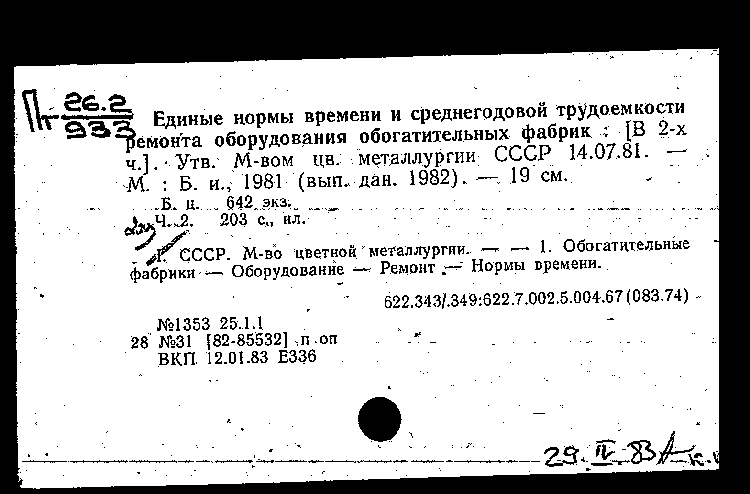 Пт 26.2
933
Единые нормы времени и среднегодовой трудоемкости
ремонта оборудования обогатительных фабрик : [В 2-х
ч.]. Утв. М-вом цв. металлургии СССР 14.07.81. —
М. : Б. и., 1981 (вып. дан. 1982). — 19 см.
Б. ц. 642 экз.
Ч. 2. 203 с., ил.
I. СССР. М-во цветной металлургии. — — 1. Обогатительные
фабрики — Оборудование — Ремонт — Нормы времени.
622.343/.349:622.7.002.5.004.67(083.74)
№1353 25.1.1
28 №31 [82-85532] п оп
ВКП 12.01.83 Е336
29. IV. 83